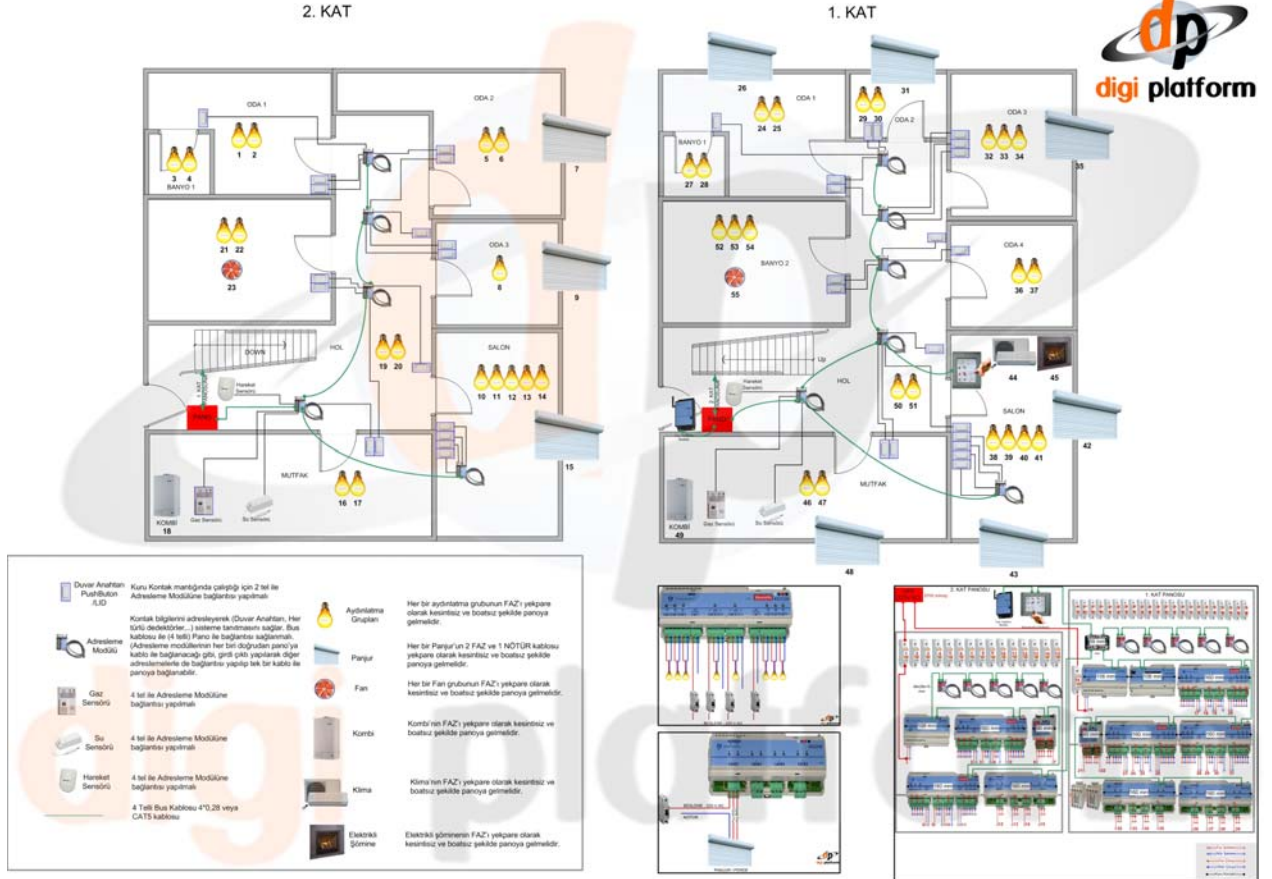 2. KAT
1. KAT
dp
digi platform
ODA 1
1 2
3 4
BANYO 1
ODA 2
5 6
7
21 22
23
ODA 3
8
9
DOWN
HOL
19 20
SALON
10 11 12 13 14
15
Hareket
Sensörü
MUTFAK
16 17
KOMBİ
18
Gaz Sensörü
Su Sensörü
26
31
ODA 1
24 25
29 30
ODA 2
ODA 3
32 33 34
35
BANYO 1
27 28
52 53 54
BANYO 2
55
ODA 4
36 37
Up
HOL
44
45
50 51
SALON
38 39 40 41
42
Hareket
Sensörü
MUTFAK
46 47
KOMBİ
49
Gaz Sensörü
Su Sensörü
48
43
Duvar Anahtarı
PushButon
/LID
Kuru Kontak mantığında çalıştığı için 2 tel ile
Adresleme Modülüne bağlantısı yapılmalı
Adresleme
Modülü
Kontak bilgilerini adresleyerek (Duvar Anahtarı, Her
türlü dedektörler,...) sisteme tanıtmasını sağlar. Bus
kablosu ile (4 telli) Pano ile bağlantısı sağlanmalı.
(Adresleme modüllerinin her biri doğrudan pano'ya
kablo ile bağlanacağı gibi, girdi çıktı yapılarak diğer
adreslemelerle de bağlantısı yapılıp tek bir kablo ile
panoya bağlanabilir.
Gaz
Sensörü
4 tel ile Adresleme Modülüne
bağlantısı yapılmalı
Su
Sensörü
4 tel ile Adresleme Modülüne
bağlantısı yapılmalı
Hareket
Sensörü
4 tel ile Adresleme Modülüne
bağlantısı yapılmalı
4 Telli Bus Kablosu 4*0,28 veya
CAT5 kablosu
Aydınlatma
Grupları
Her bir aydınlatma grubunun FAZ'ı yekpare
olarak kesintisiz ve boatsız şekilde panoya
gelmelidir.
Panjur
Her bir Panjur'un 2 FAZ ve 1 NÖTÜR kablosu
yekpare olarak kesintisiz ve boatsız şekilde
panoya gelmelidir.
Fan
Her bir Fan grubunun FAZ'ı yekpare olarak
kesintisiz ve boatsız şekilde panoya gelmelidir.
Kombi
Kombi'nin FAZ'ı yekpare olarak kesintisiz ve
boatsız şekilde panoya gelmelidir.
Klima
Klima'nın FAZ'ı yekpare olarak kesintisiz ve
boatsız şekilde panoya gelmelidir.
Elektrikli
Şömine
Elektrikli şöminenin FAZ'ı yekpare olarak
kesintisiz ve boatsız şekilde panoya gelmelidir.
2. KAT PANOSU
1. KAT PANOSU